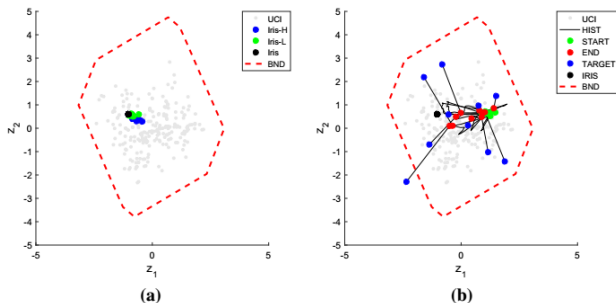 5
4
3
2
1
0
-1
-2
-3
-4
-5
z2
-5
0
5
z1
UCI
Iris-H
Iris-L
Iris
BND
(a)
5
4
3
2
1
0
-1
-2
-3
-4
-5
z2
-5
0
5
z1
UCI
HIST
START
END
TARGET
IRIS
BND
(b)